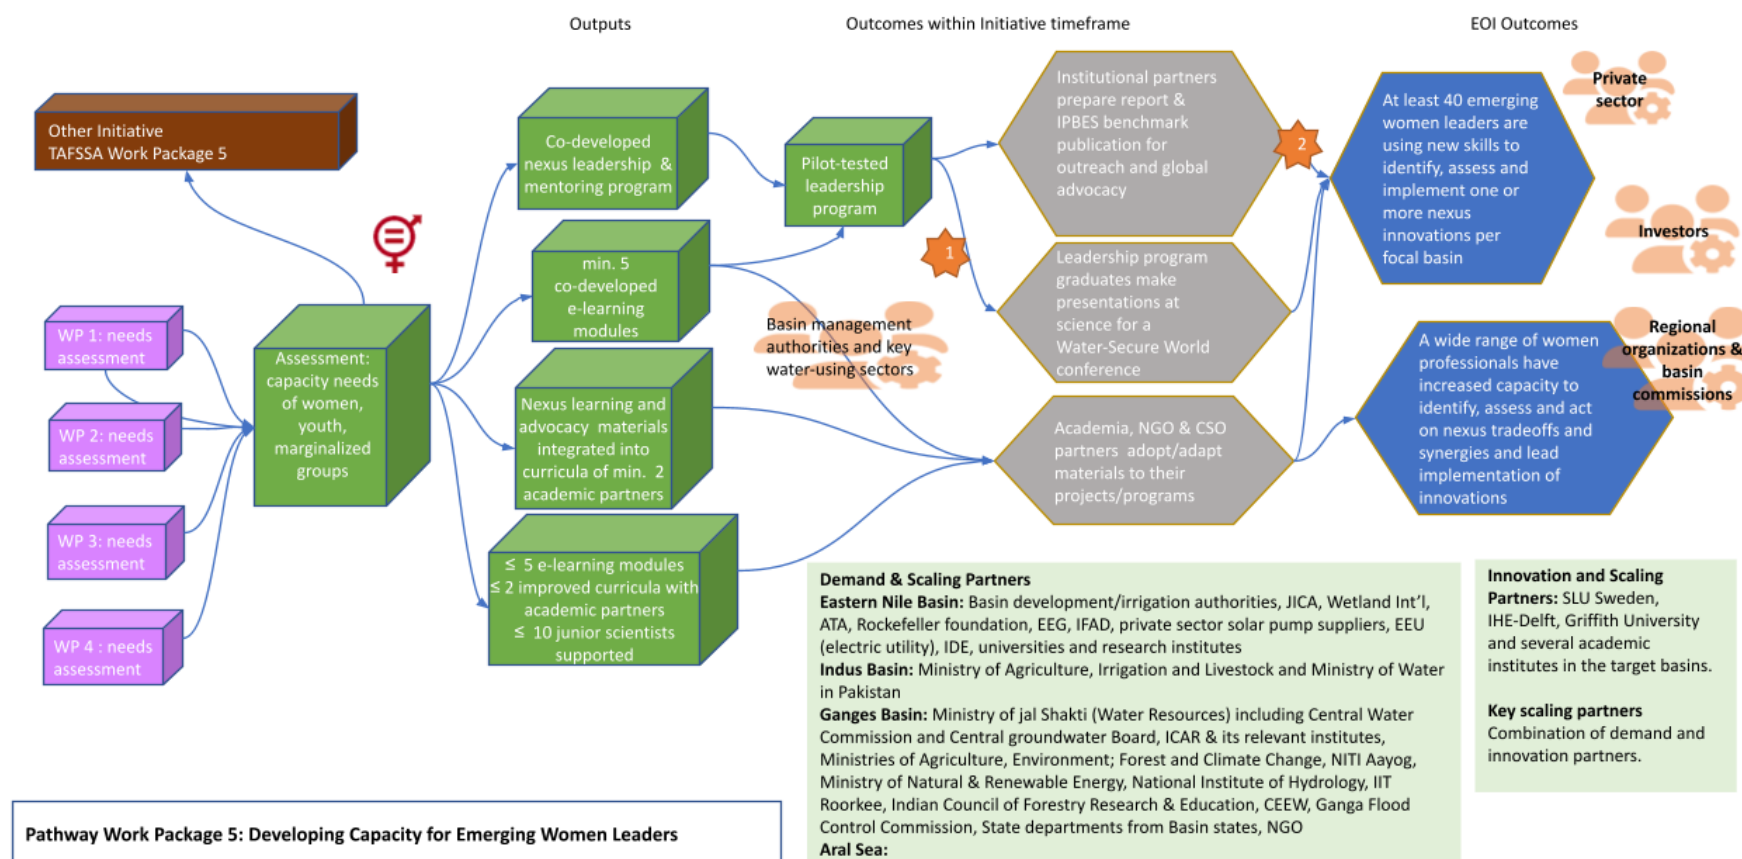 Outputs
Outcomes within Initiative timeframe
EOI Outcomes
Other Initiative
TAFSSA Work Package 5
WP 1: needs
assessment
WP 2: needs
assessment
WP 3: needs
assessment
WP 4 : needs
assessment
Assessment:
capacity needs
of women,
youth,
marginalized
groups
Co-developed
nexus leadership &
mentoring program
min. 5
co-developed
e-learning
modules
Nexus learning and
advocacy materials
integrated into
curricula of min. 2
academic partners
≤ 5 e-learning modules
≤ 2 improved curricula with
academic partners
≤ 10 junior scientists
supported
Pilot-tested
leadership
program
1
Basin management
authorities and key
water-using sectors
Institutional partners
prepare report &
IPBES benchmark
publication for
outreach and global
advocacy
Leadership program
graduates make
presentations at
science for a
Water-Secure World
conference
Academia, NGO & CSO
partners adopt/adapt
materials to their
projects/programs
2
At least 40 emerging
women leaders are
using new skills to
identify, assess and
implement one or
more nexus
innovations per
focal basin
A wide range of women
professionals have
increased capacity to
identify, assess and act
on nexus tradeoffs and
synergies and lead
implementation of
innovations
Private
sector
Investors
Regional
organizations &
basin
commissions
Demand & Scaling Partners
Eastern Nile Basin: Basin development/irrigation authorities, JICA, Wetland Int'l,
ATA, Rockefeller foundation, EEG, IFAD, private sector solar pump suppliers, EEU
(electric utility), IDE, universities and research institutes
Indus Basin: Ministry of Agriculture, Irrigation and Livestock and Ministry of Water
in Pakistan
Ganges Basin: Ministry of jal Shakti (Water Resources) including Central Water
Commission and Central groundwater Board, ICAR & its relevant institutes,
Ministries of Agriculture, Environment; Forest and Climate Change, NITI Aayog,
Ministry of Natural & Renewable Energy, National Institute of Hydrology, IIT
Roorkee, Indian Council of Forestry Research & Education, CEEW, Ganga Flood
Control Commission, State departments from Basin states, NGO
Aral Sea:
Innovation and Scaling
Partners: SLU Sweden,
IHE-Delft, Griffith University
and several academic
institutes in the target basins.
Key scaling partners
Combination of demand and
innovation partners.
Pathway Work Package 5: Developing Capacity for Emerging Women Leaders